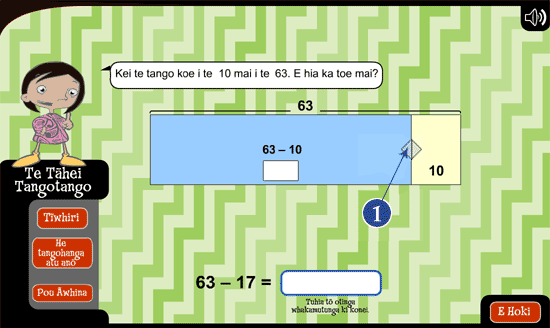 Kei te tango koe i te 10 mai i te 63. E hia ka toe mai?
63
63 – 10
10
1
Te Tāhei
Tangotango
Tīwhiri
He
tangohanga
atu anō
Pou Āwhina
63 – 17 =
Tuhia tō otinga
whakamutunga ki konei.
E Hoki